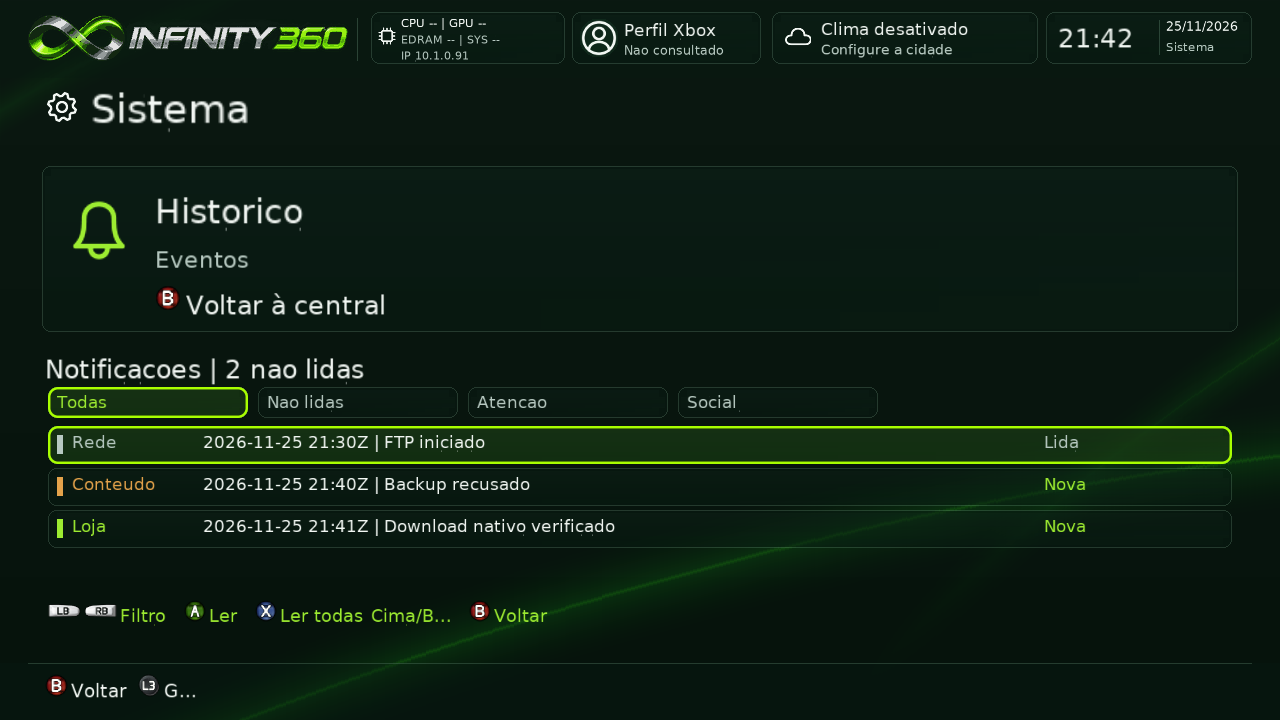 INFINITY 360
CPU -- | GPU --
EDRAM -- | SYS --
IP 10.1.0.91
Perfil Xbox
Nao consultado
Clima desativado
Configure a cidade
21:42
25/11/2026
Sistema
Sistema
Historico
Eventos
B Voltar à central
Notificacoes | 2 nao lidas
Todas Nao lidas Atencao Social
Rede 2026-11-25 21:30Z | FTP iniciado Lida
Conteudo 2026-11-25 21:40Z | Backup recusado Nova
Loja 2026-11-25 21:41Z | Download nativo verificado Nova
LB RB Filtro A Ler X Ler todas Cima/B... B Voltar
B Voltar L3 G...